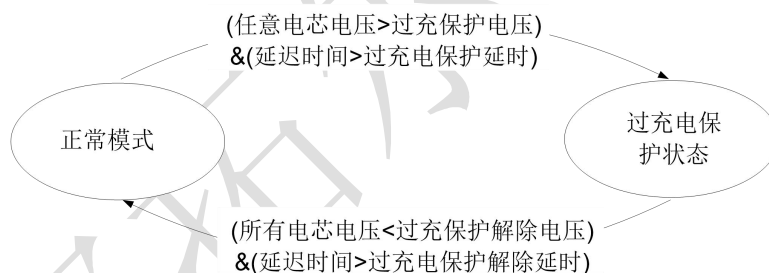 (任意电芯电压>过充保护电压)
&(延迟时间>过充电保护延时)
正常模式
过充电保
护状态
(所有电芯电压<过充保护解除电压)
&(延迟时间>过充电保护解除延时)